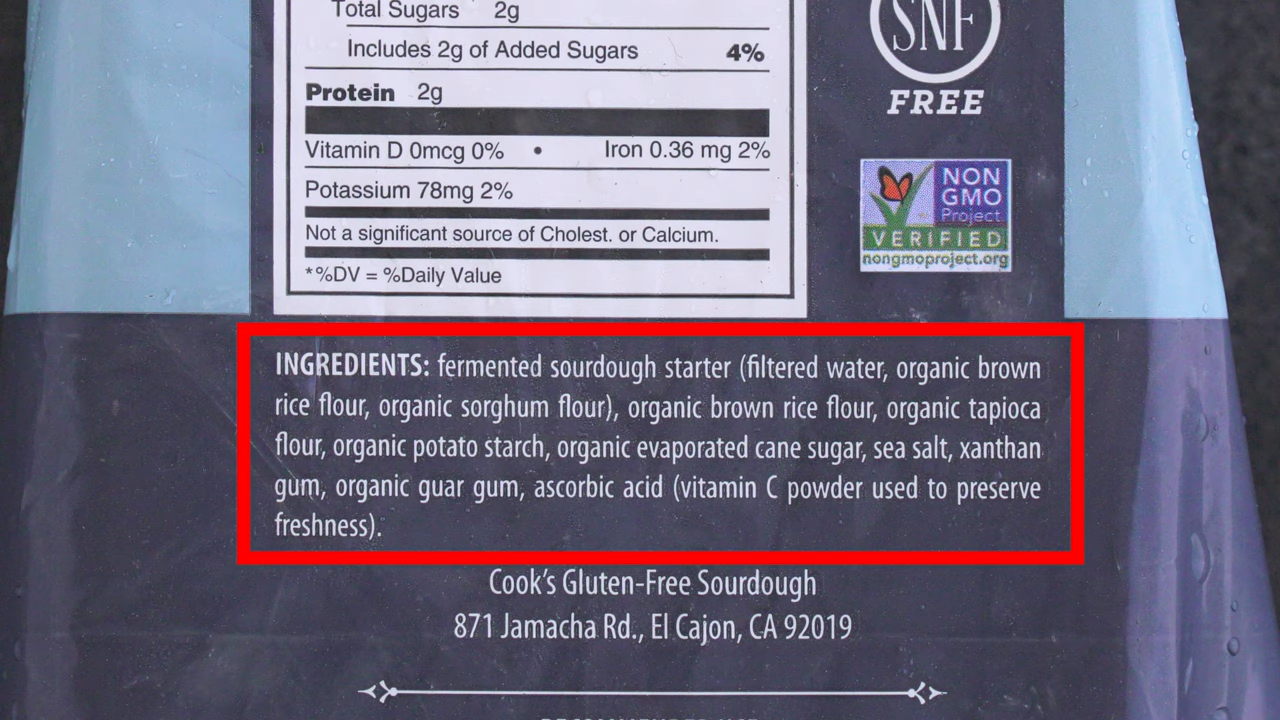 Total Sugars 2g
Includes 2g of Added Sugars 4%
Protein 2g
Vitamin D 0mcg 0% • Iron 0.36 mg 2%
Potassium 78mg 2%
Not a significant source of Cholest. or Calcium.
*%DV = %Daily Value
SNF
FREE
NON
GMO
Project
VERIFIED
nongmoproject.org
INGREDIENTS: fermented sourdough starter (filtered water, organic brown
rice flour, organic sorghum flour), organic brown rice flour, organic tapioca
flour, organic potato starch, organic evaporated cane sugar, sea salt, xanthan
gum, organic guar gum, ascorbic acid (vitamin C powder used to preserve
freshness).
Cook's Gluten-Free Sourdough
871 Jamacha Rd., El Cajon, CA 92019